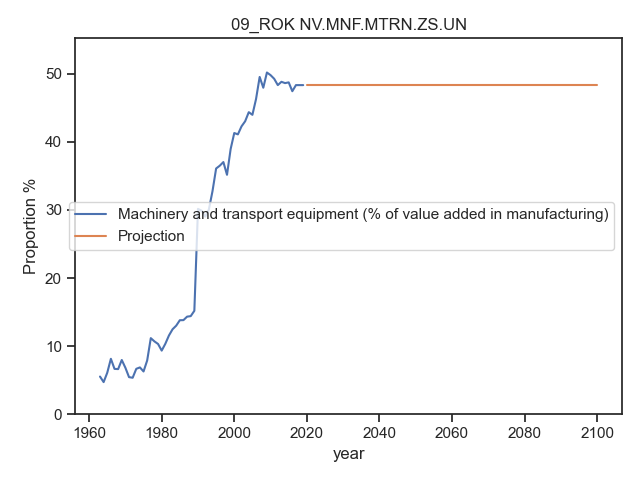 09_ROK NV.MNF.MTRN.ZS.UN
50
40
30
20
10
0
Proportion %
Machinery and transport equipment (% of value added in manufacturing)
Projection
1960 1980 2000 2020 2040 2060 2080 2100
year